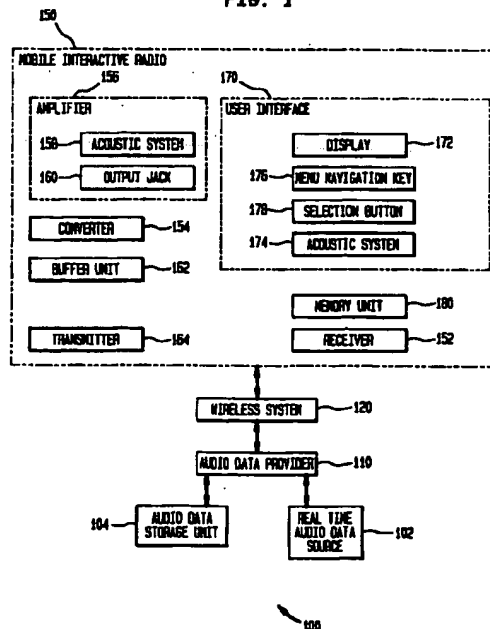 FIG. 1
150
MOBILE INTERACTIVE RADIO
156
170
AMPLIFIER
USER INTERFACE
158
ACOUSTIC SYSTEM
DISPLAY
172
160
OUTPUT JACK
176
MENU NAVIGATION KEY
178
SELECTION BUTTON
CONVERTER
154
174
ACOUSTIC SYSTEM
BUFFER UNIT
162
MEMORY UNIT
180
TRANSMITTER
164
RECEIVER
152
WIRELESS SYSTEM
120
AUDIO DATA PROVIDER
110
104
AUDIO DATA
STORAGE UNIT
REAL TIME
AUDIO DATA
SOURCE
102
100